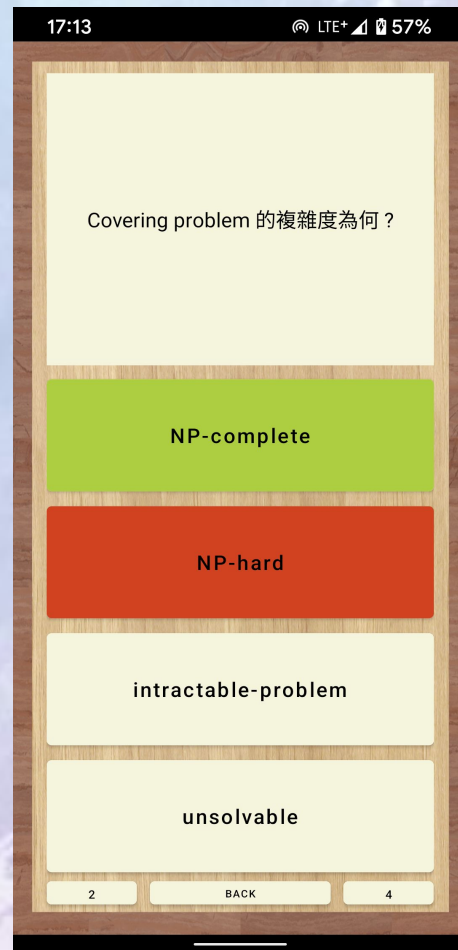 17:13 LTE+ 57%
Covering problem 的複雜度為何？
NP-complete
NP-hard
intractable-problem
unsolvable
2 BACK 4